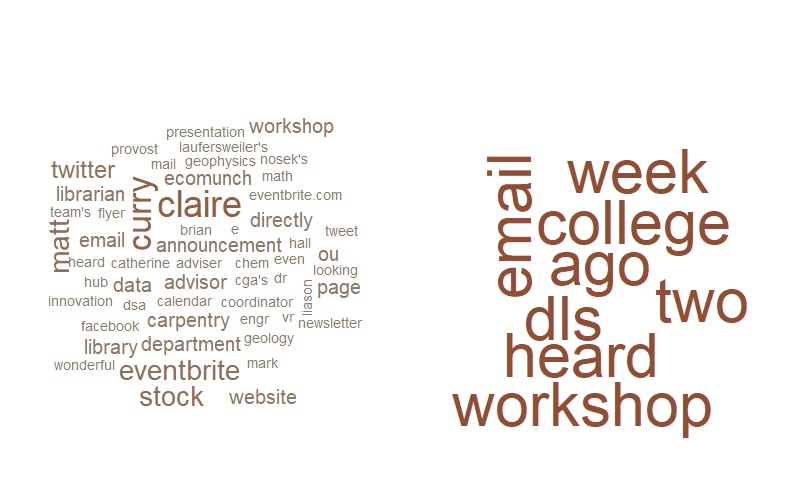 presentation workshop
provost laufersweiler's
twitter mail geophysics nosek's
ecomunch math
librarian curry claire eventbrite.com
team's flyer directly
matt email brian e tweet
announcement hall ou
heard catherine adviser chem even looking
hub data advisor cga's dr liason page
innovation dsa calendar coordinator
facebook carpentry engr vr newsletter
library department geology
wonderful eventbrite mark
stock website
email week
college
ago
dls two
heard
workshop